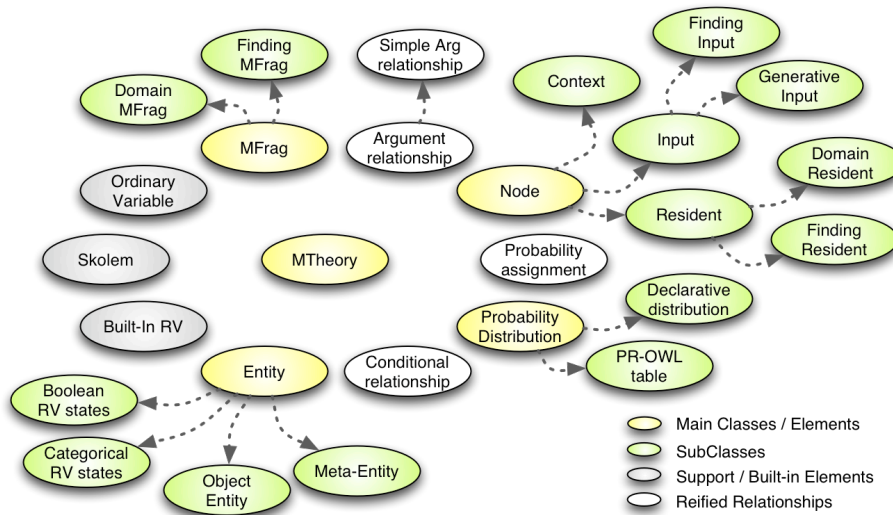 Finding
MFrag
Simple Arg
relationship
Finding
Input
Domain
MFrag
Context
Generative
Input
MFrag
Argument
relationship
Input
Ordinary
Variable
Node
Resident
Domain
Resident
Skolem
MTheory
Probability
assignment
Finding
Resident
Built-In RV
Probability
Distribution
Declarative
distribution
Entity
Conditional
relationship
PR-OWL
table
Boolean
RV states
Categorical
RV states
Object
Entity
Meta-Entity
Main Classes / Elements
SubClasses
Support / Built-in Elements
Reified Relationships